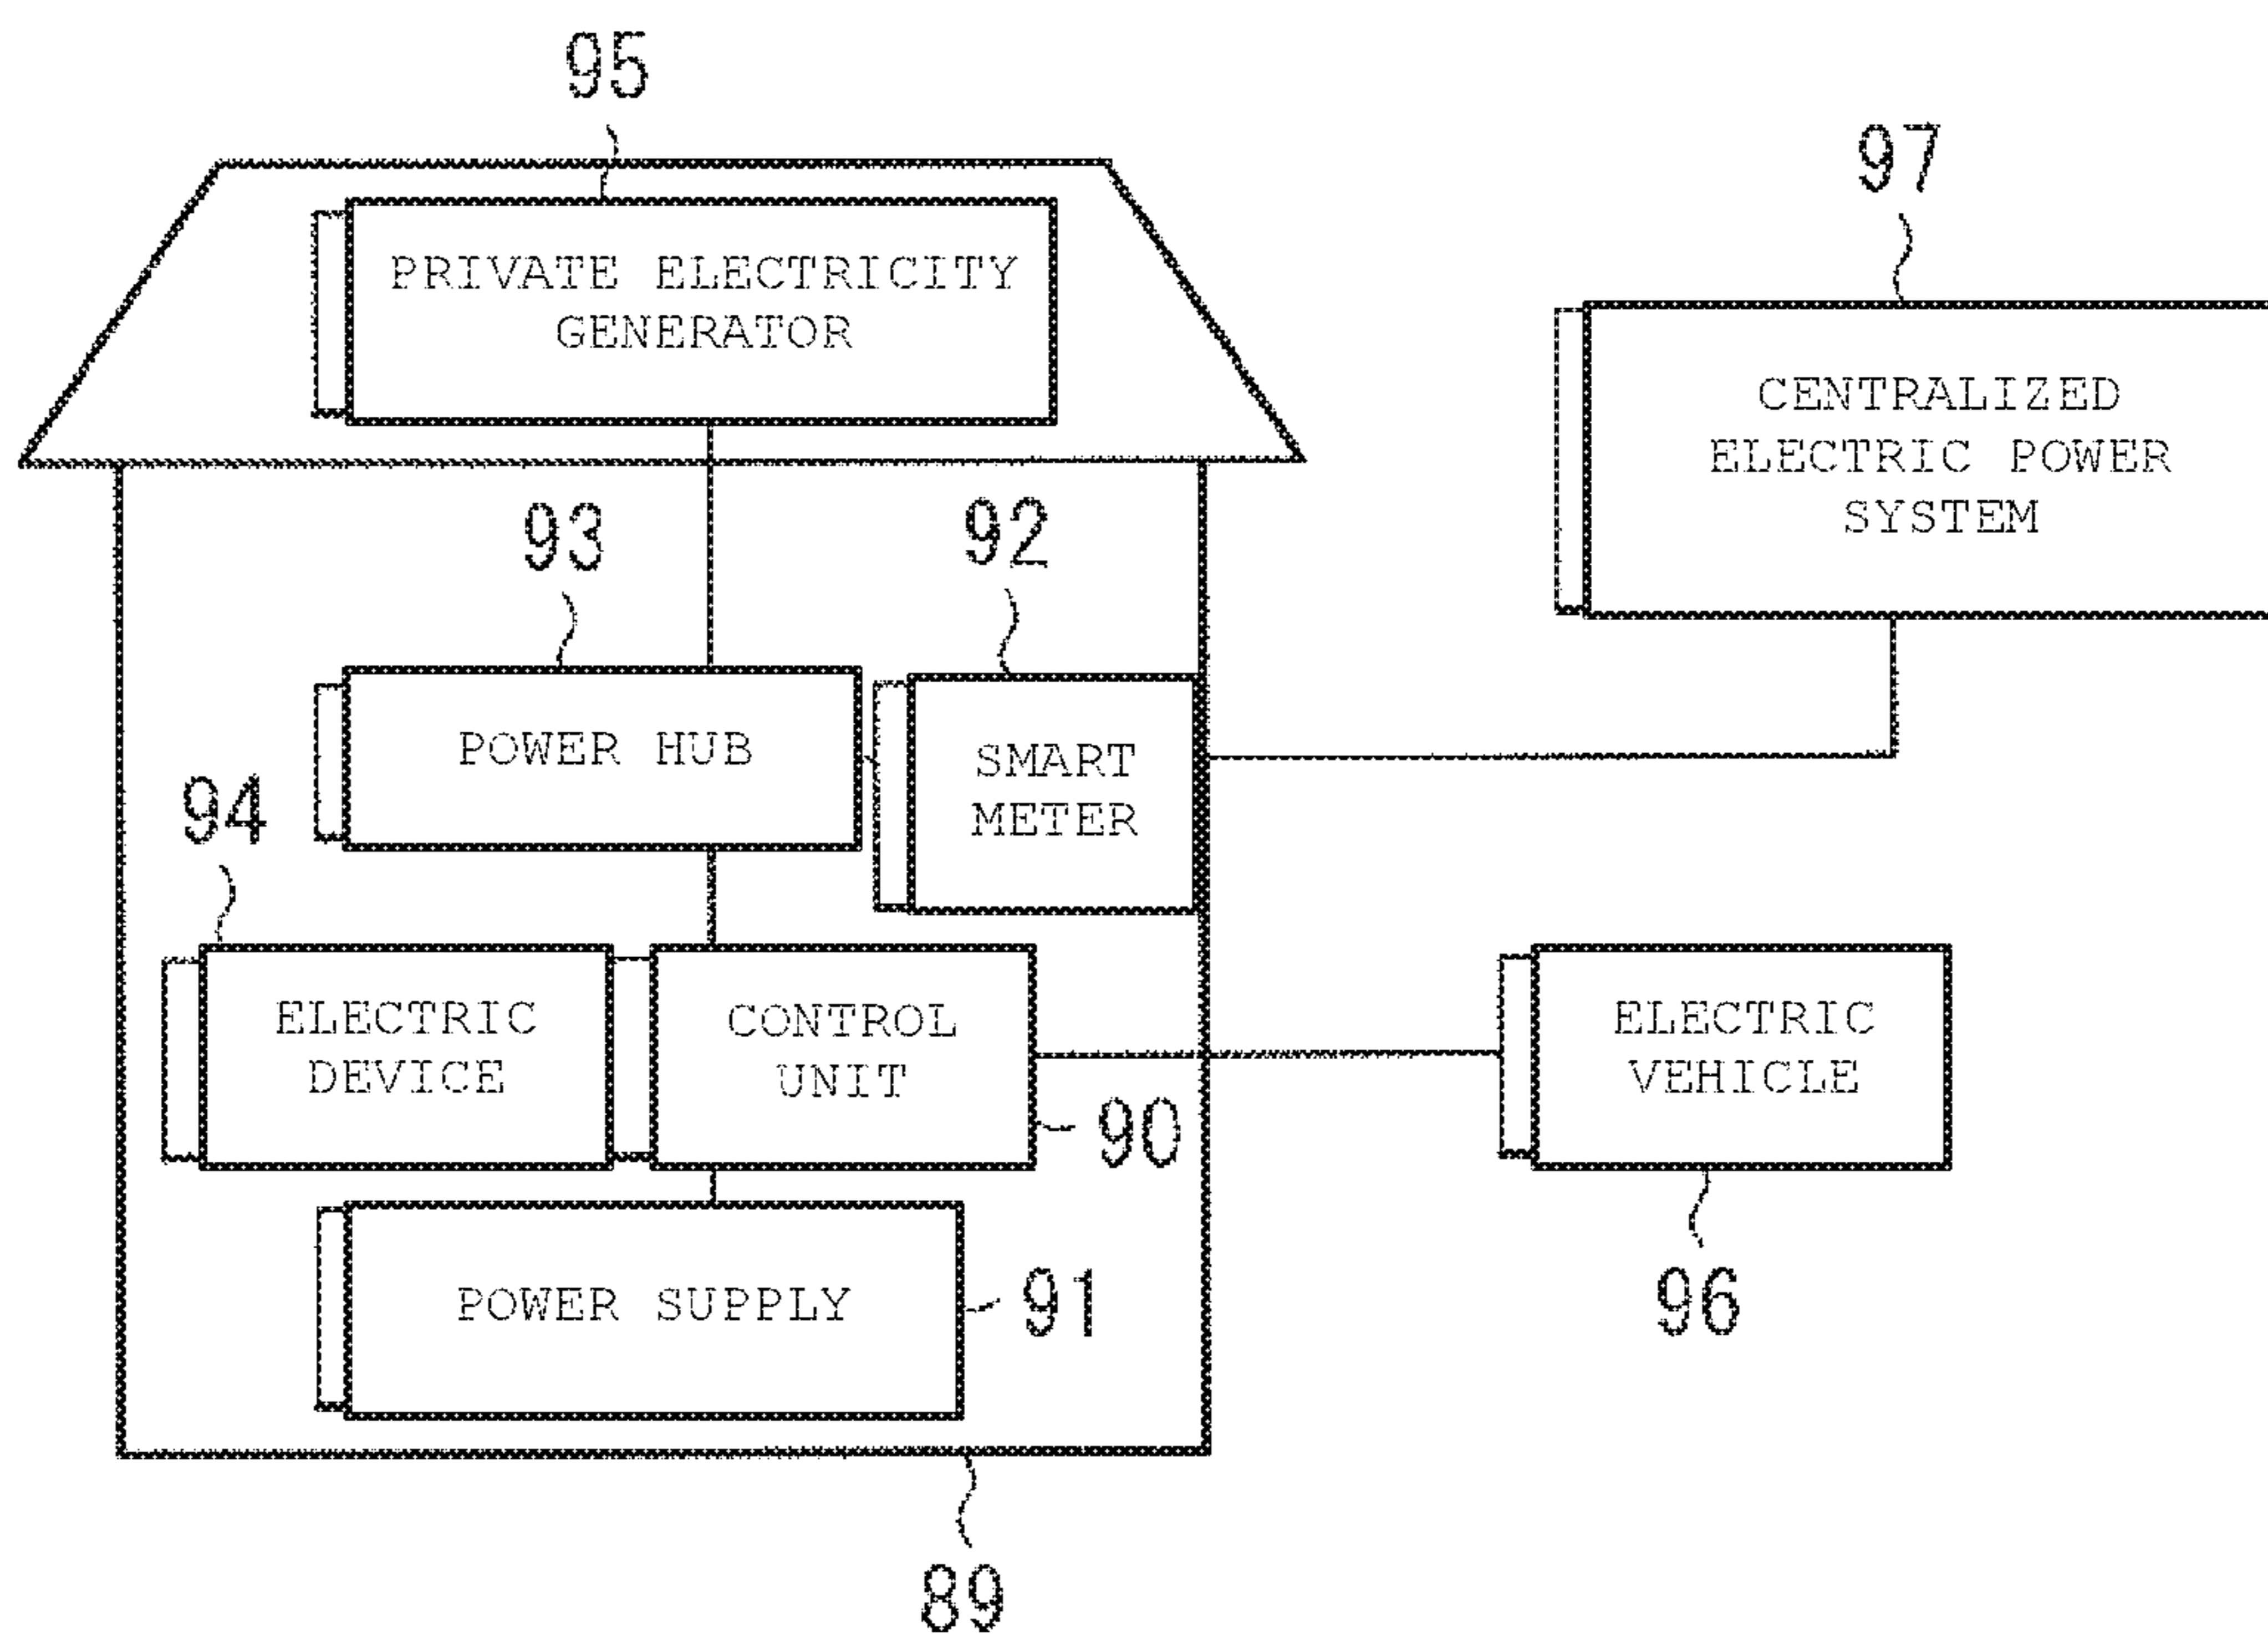 95
PRIVATE ELECTRICITY
GENERATOR
97
CENTRALIZED
ELECTRIC POWER
SYSTEM
93
92
POWER HUB
SMART
METER
94
ELECTRIC
DEVICE
CONTROL
UNIT
90
ELECTRIC
VEHICLE
96
POWER SUPPLY
91
89